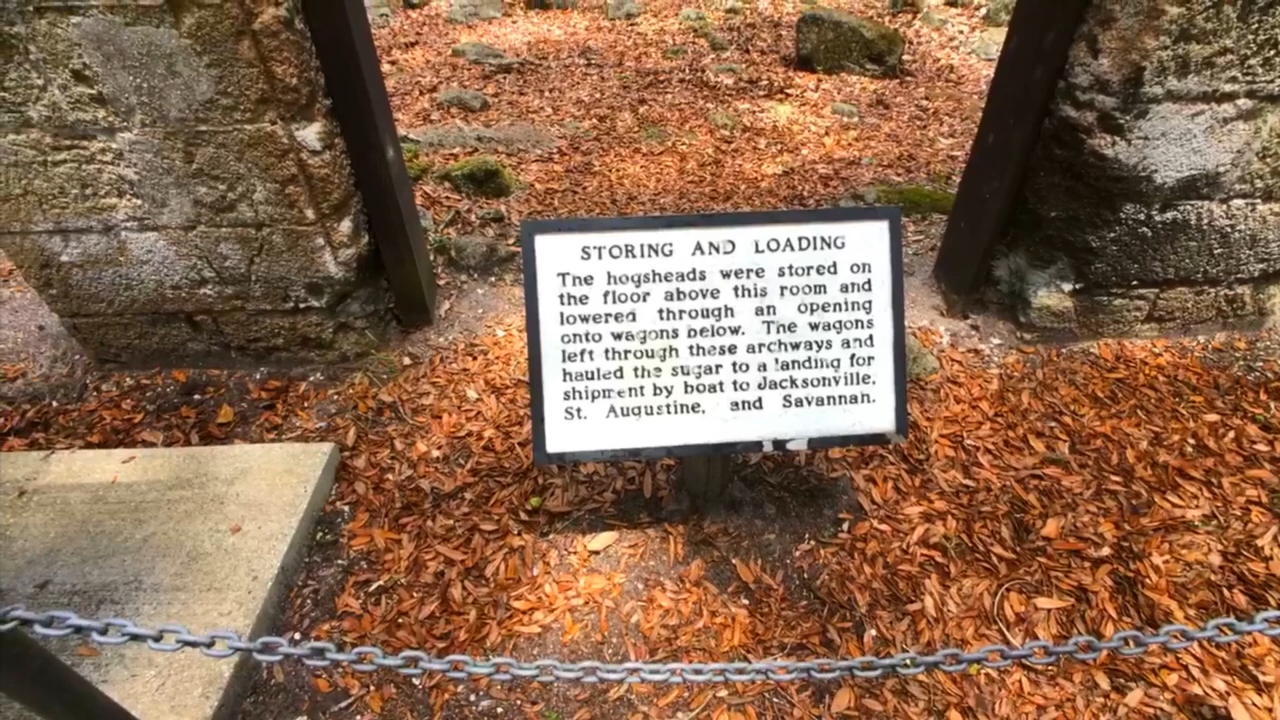 STORING AND LOADING
The hogsheads were stored on
the floor above this room and
lowered through an opening
onto wagons below. The wagons
left through these archways and
hauled the sugar to a landing for
shipment by boat to Jacksonville,
St. Augustine, and Savannah.